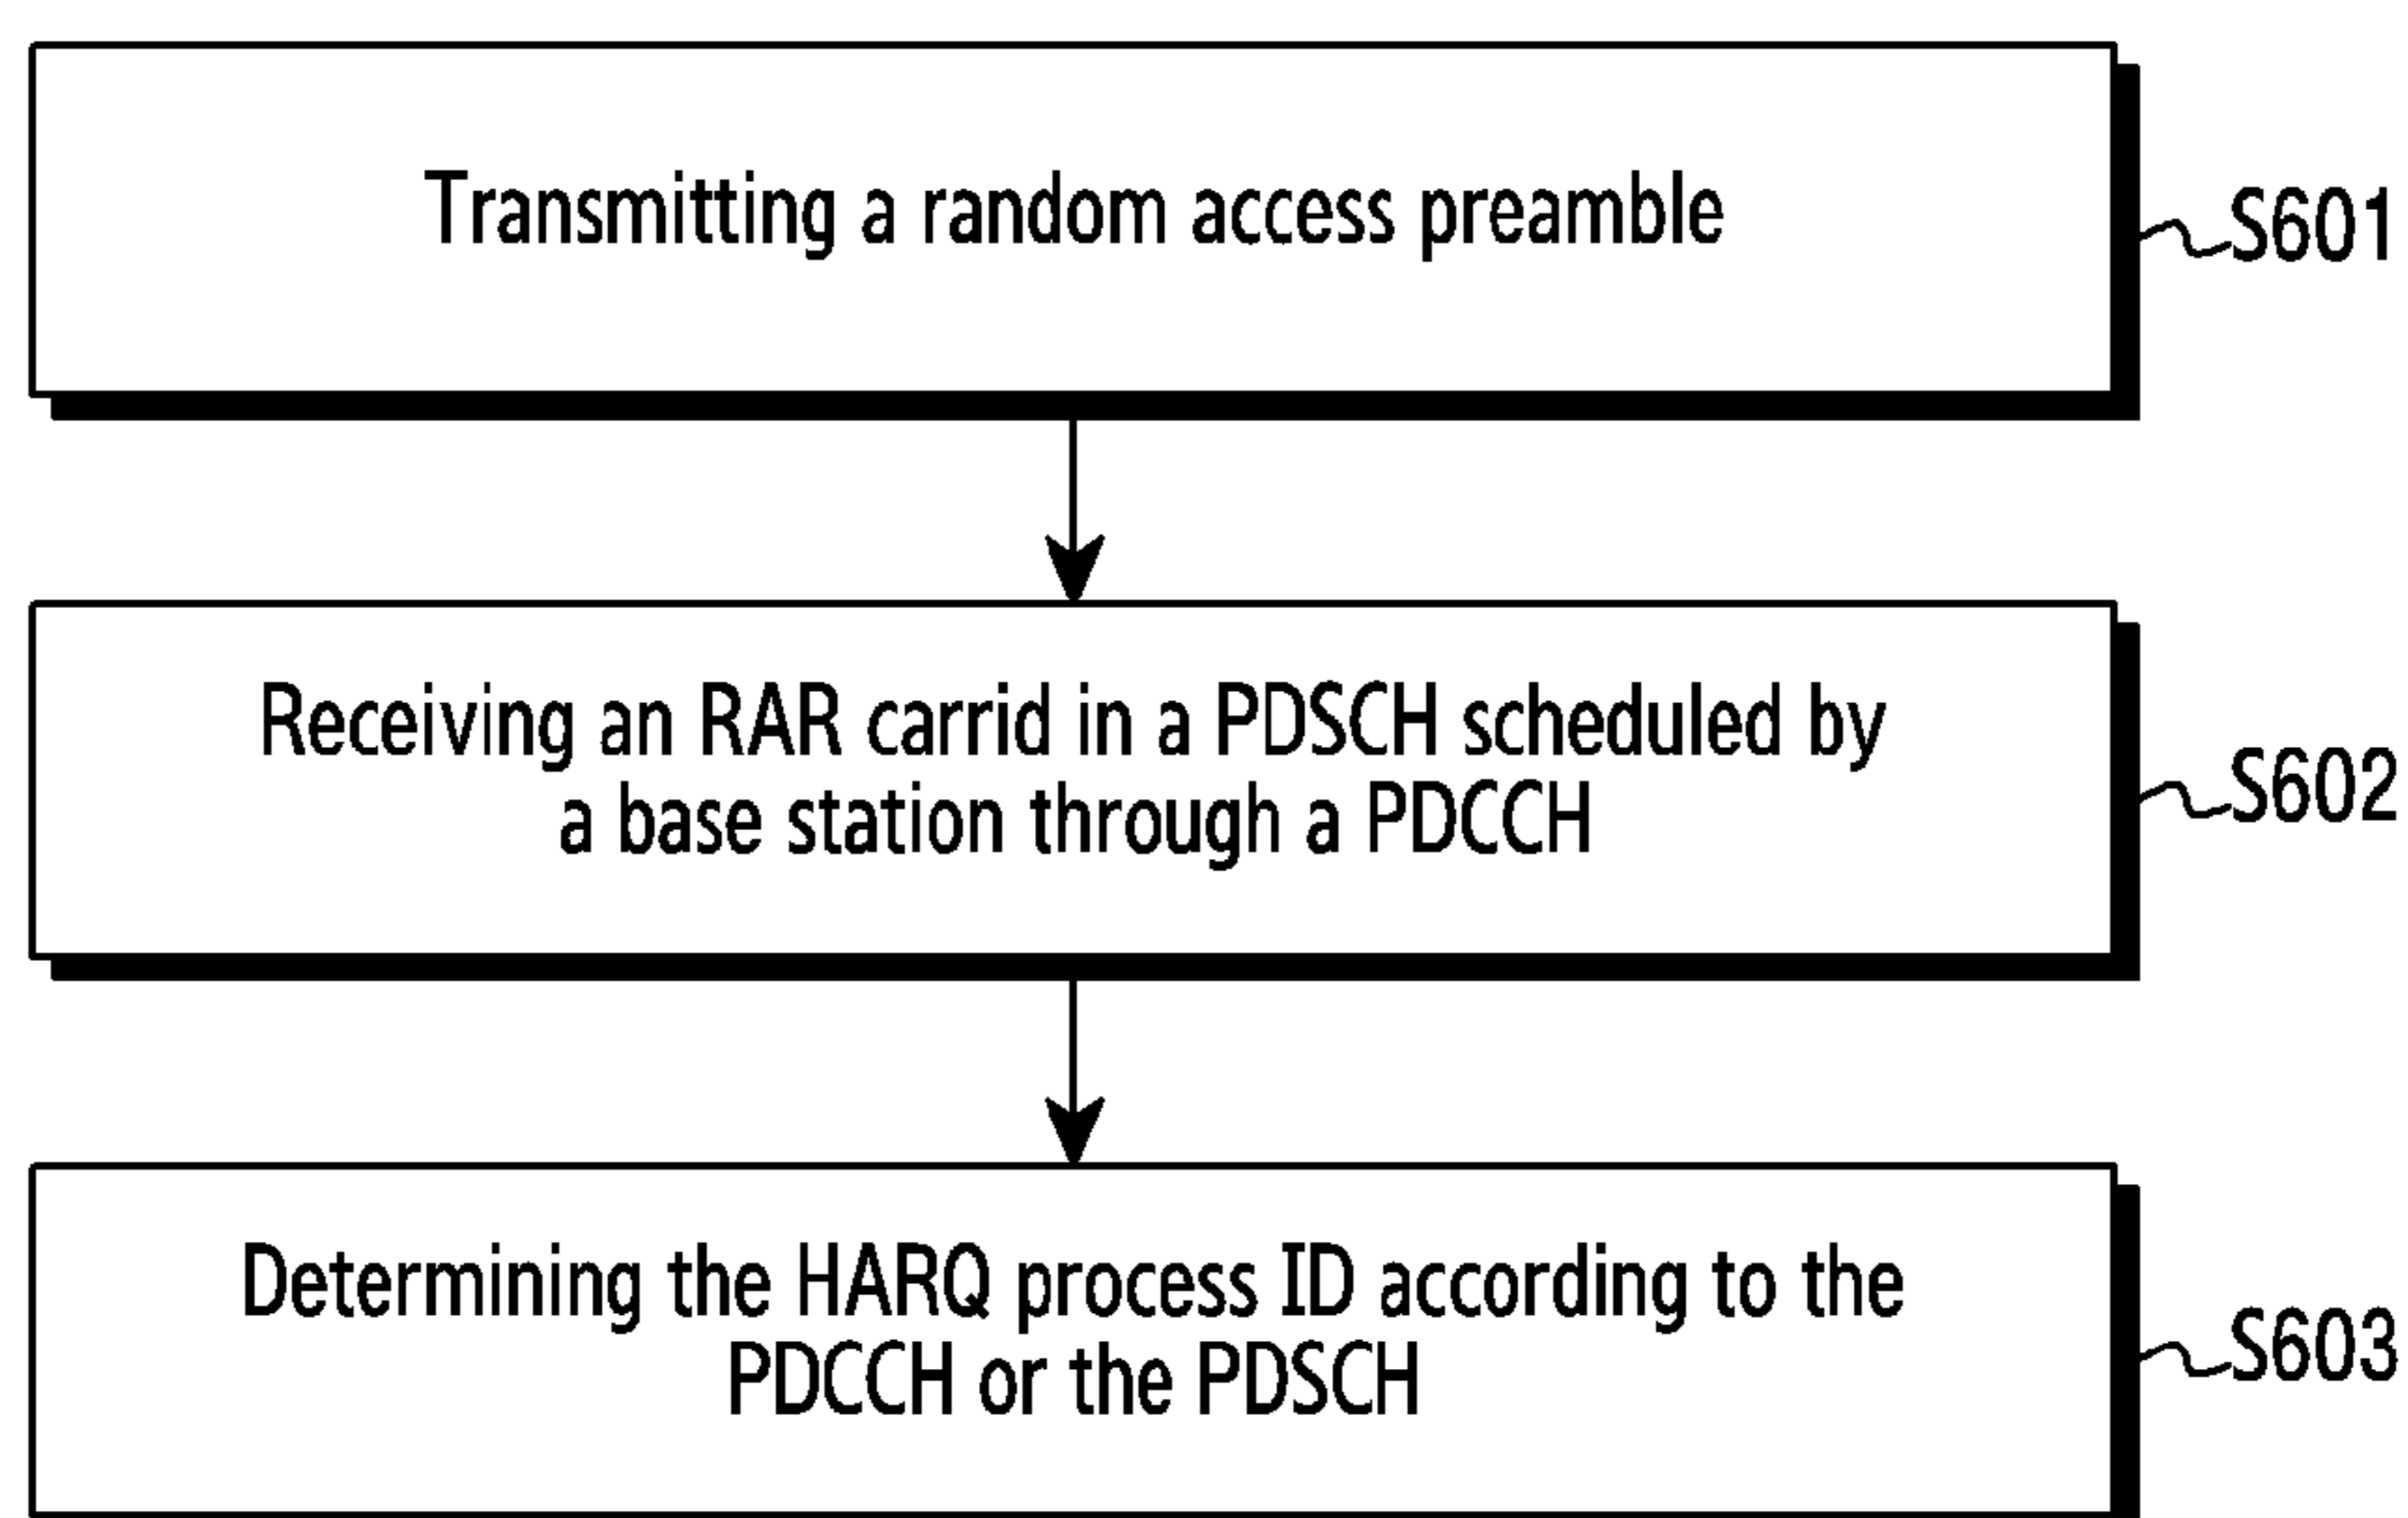 Transmitting a random access preamble
S601
Receiving an RAR carrid in a PDSCH scheduled by
a base station through a PDCCH
S602
Determining the HARQ process ID according to the
PDCCH or the PDSCH
S603